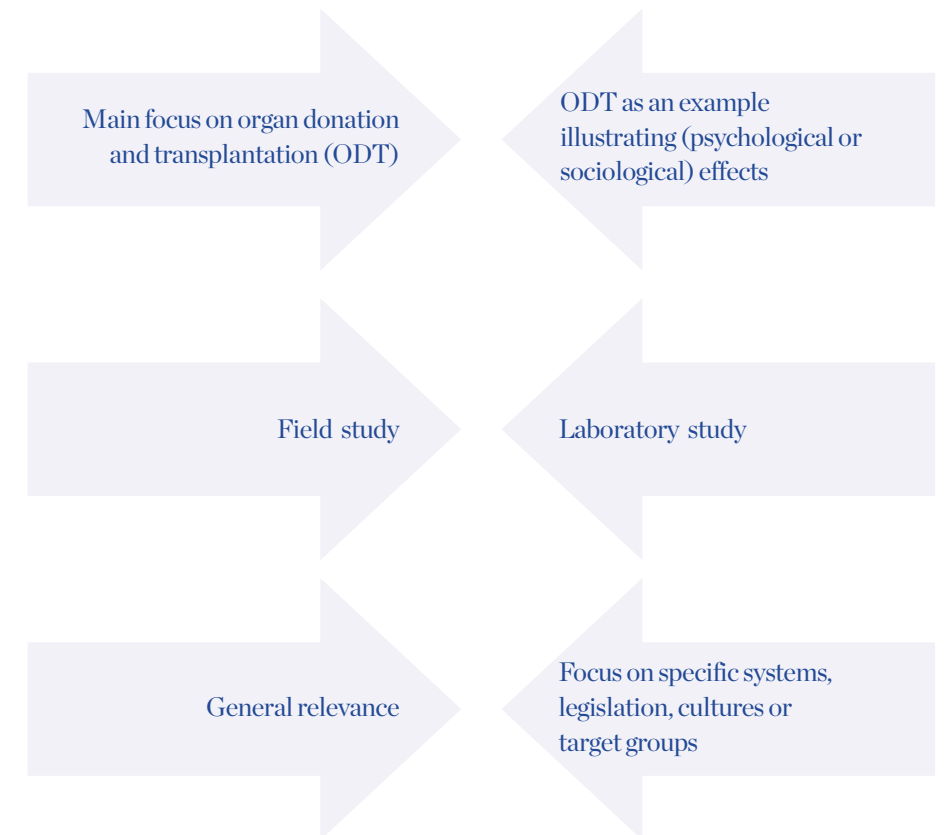 Main focus on organ donation
and transplantation (ODT)
ODT as an example
illustrating (psychological or
sociological) effects
Field study
Laboratory study
General relevance
Focus on specific systems,
legislation, cultures or
target groups